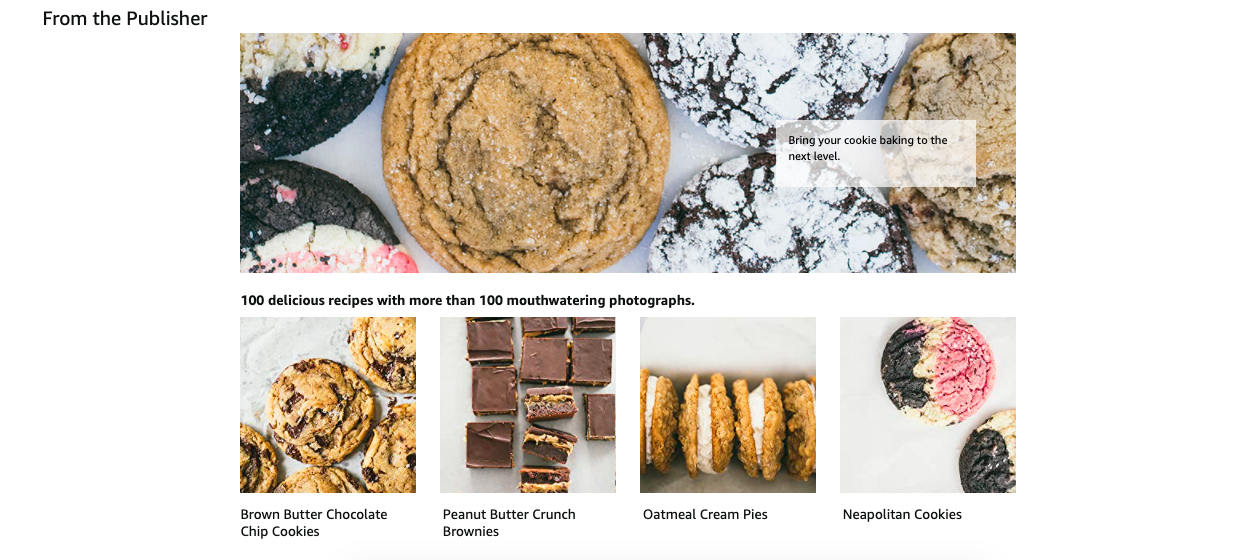 From the Publisher
Bring your cookie baking to the
next level.
100 delicious recipes with more than 100 mouthwatering photographs.
Brown Butter Chocolate
Chip Cookies
Peanut Butter Crunch
Brownies
Oatmeal Cream Pies
Neapolitan Cookies